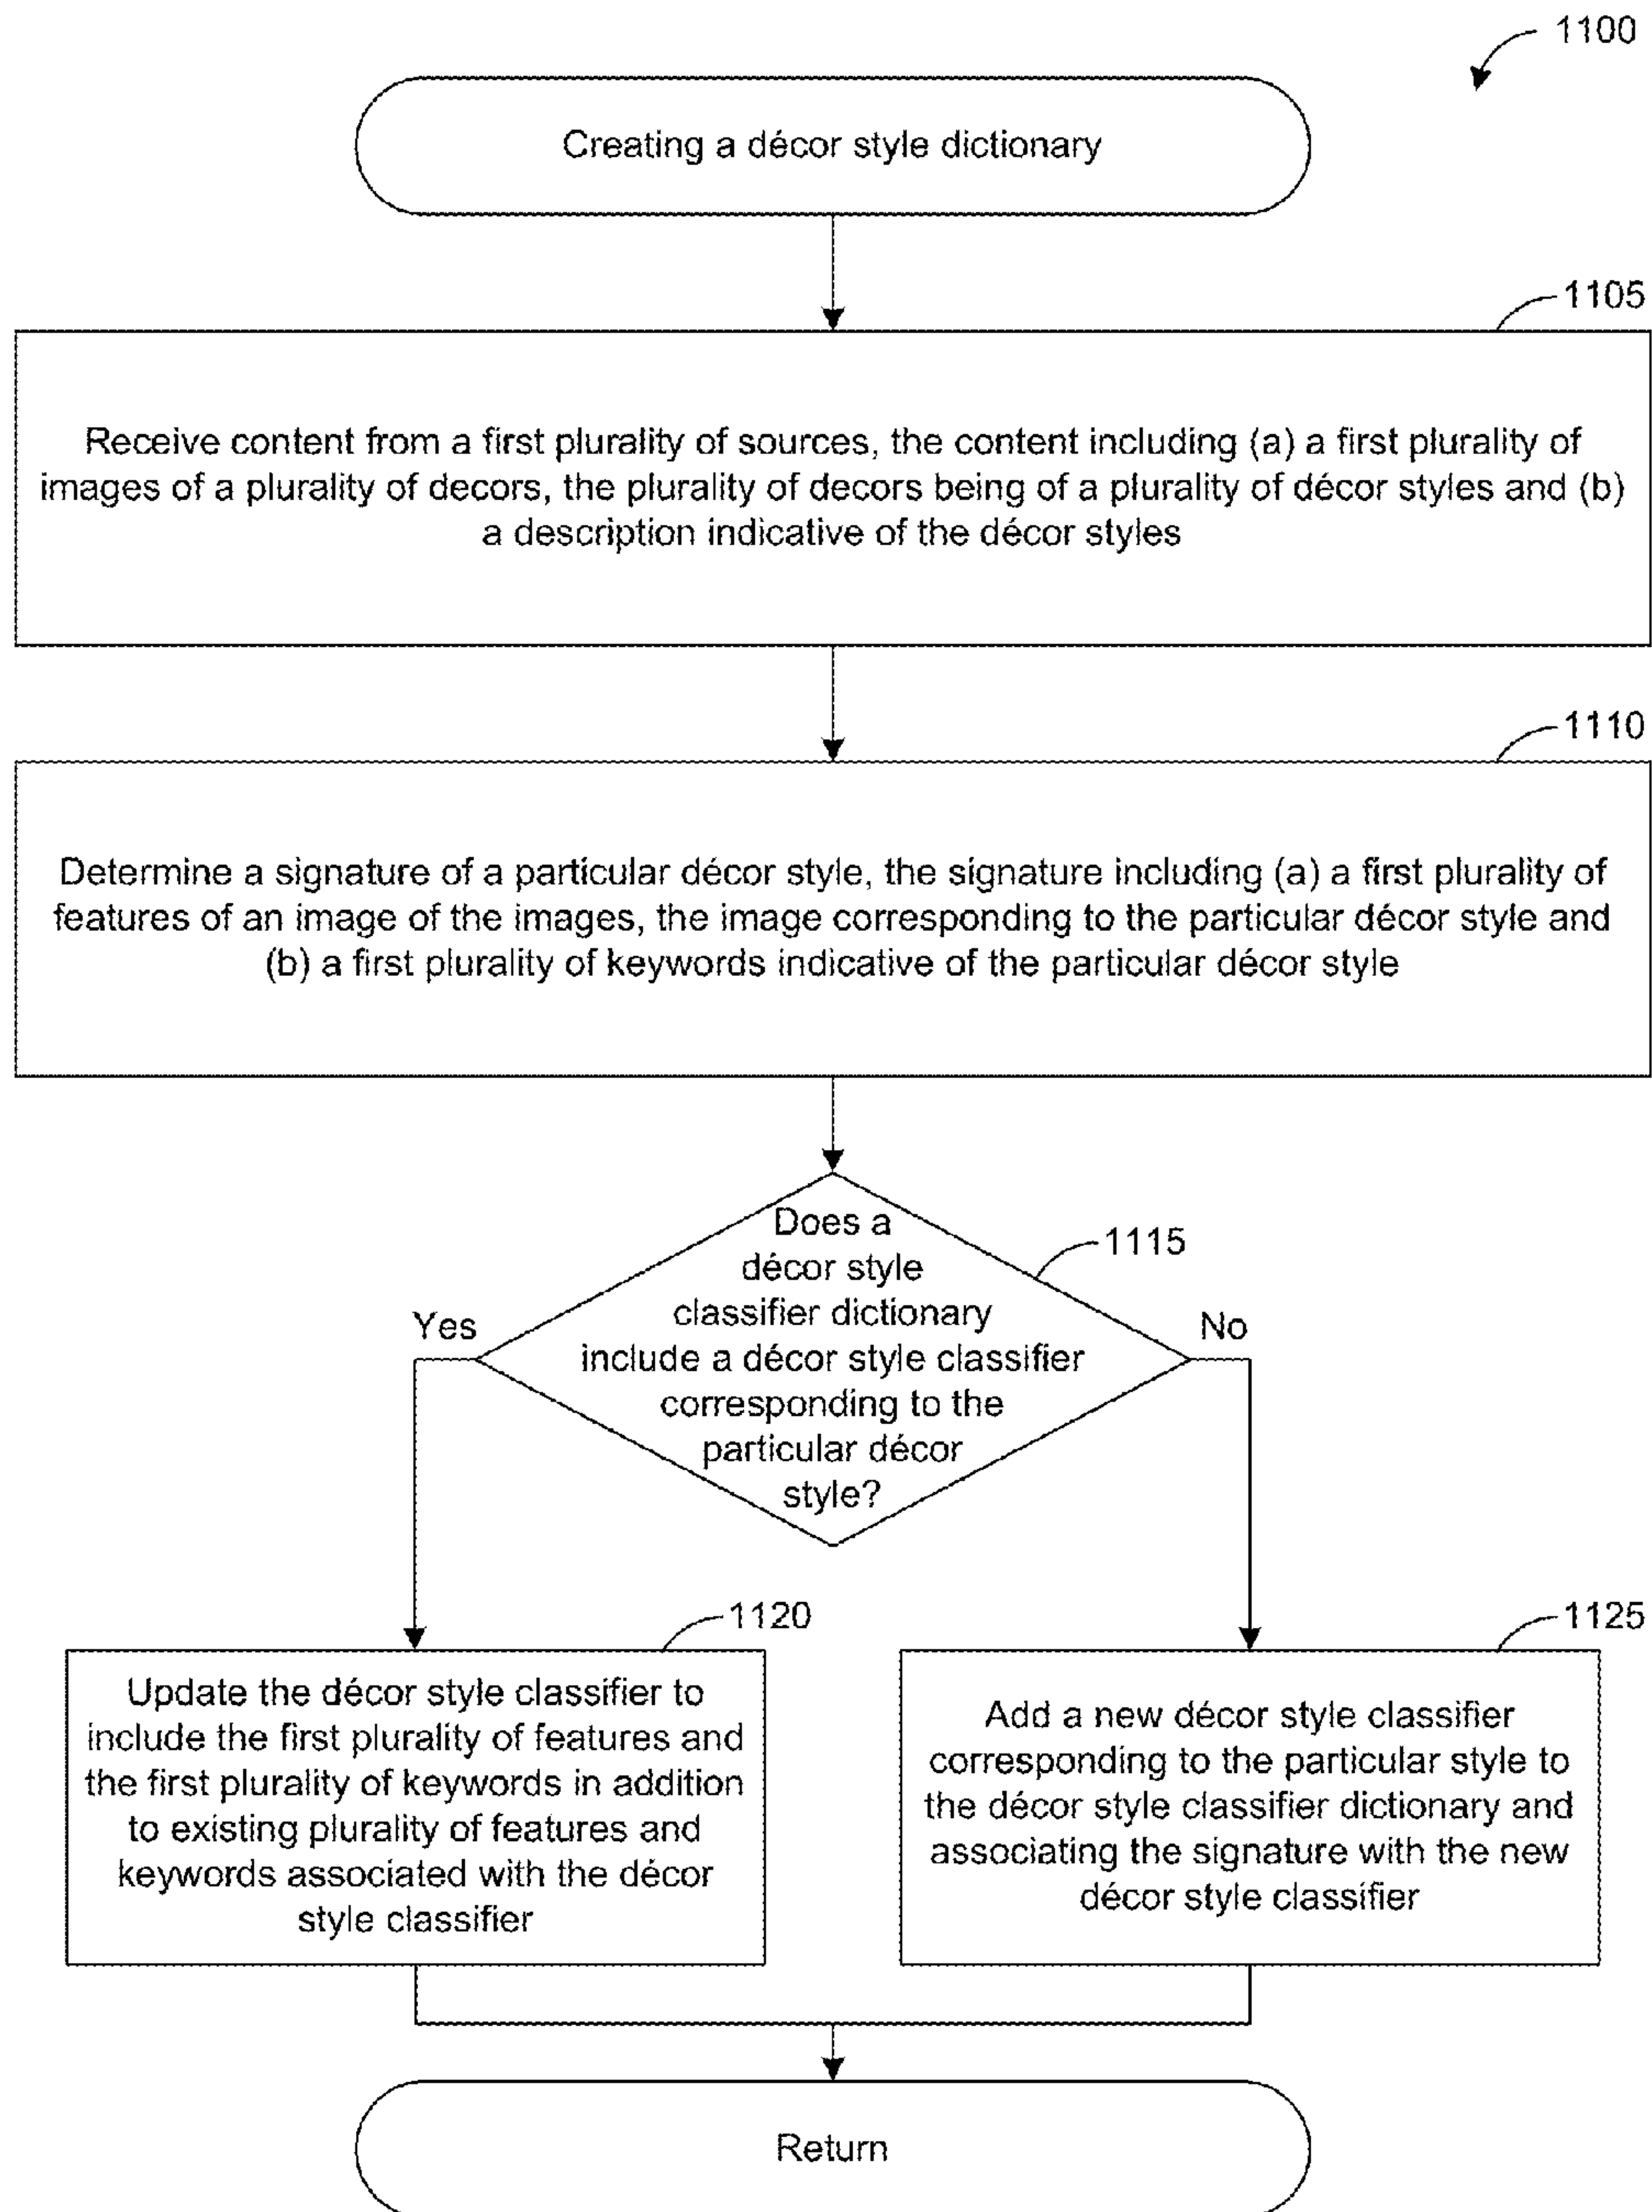 1100
Creating a décor style dictionary
1105
Receive content from a first plurality of sources, the content including (a) a first plurality of
images of a plurality of decors, the plurality of decors being of a plurality of décor styles and (b)
a description indicative of the décor styles
1110
Determine a signature of a particular décor style, the signature including (a) a first plurality of
features of an image of the images, the image corresponding to the particular décor style and
(b) a first plurality of keywords indicative of the particular décor style
Does a
décor style
classifier dictionary
include a décor style classifier
corresponding to the
particular décor
style?
1115
Yes
No
1120
Update the décor style classifier to
include the first plurality of features and
the first plurality of keywords in addition
to existing plurality of features and
keywords associated with the décor
style classifier
1125
Add a new décor style classifier
corresponding to the particular style to
the décor style classifier dictionary and
associating the signature with the new
décor style classifier
Return